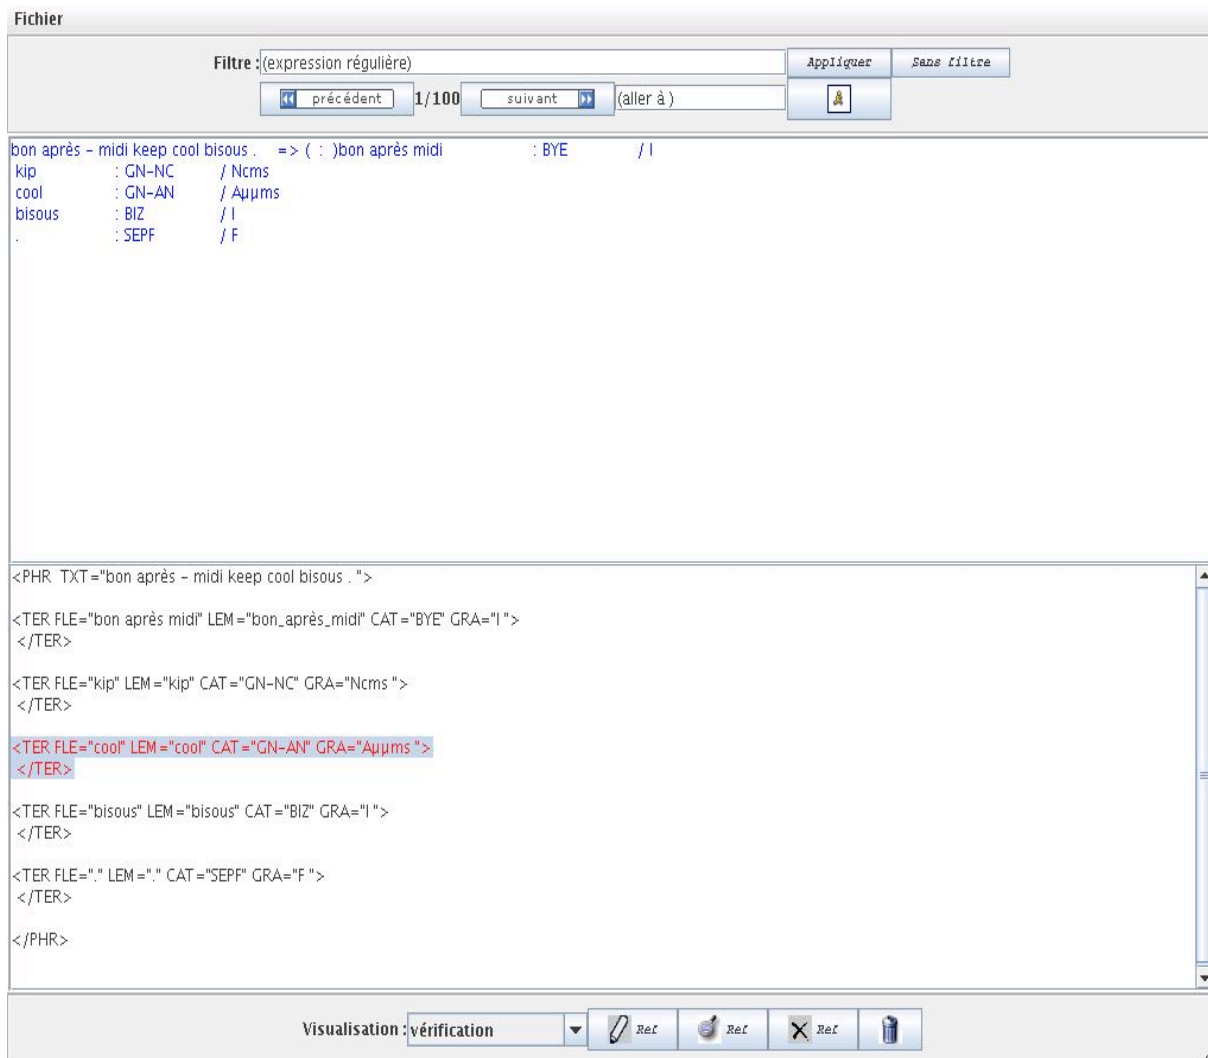 Fichier
Filtre : (expression régulière) Appliquer Sans filtre
précédent 1/100 suivant (aller à )
bon après - midi keep cool bisous . => ( : )bon après midi : BYE / I
kip : GN-NC / Ncms
cool : GN-AN / Aµµms
bisous : BIZ / I
. : SEPF / F
<PHR TXT="bon après - midi keep cool bisous . ">
<TER FLE="bon après midi" LEM="bon_après_midi" CAT="BYE" GRA="I ">
</TER>
<TER FLE="kip" LEM="kip" CAT="GN-NC" GRA="Ncms ">
</TER>
<TER FLE="cool" LEM="cool" CAT="GN-AN" GRA="Aµµms ">
</TER>
<TER FLE="bisous" LEM="bisous" CAT="BIZ" GRA="I ">
</TER>
<TER FLE="." LEM="." CAT="SEPF" GRA="F ">
</TER>
</PHR>
Visualisation : vérification Ref Ref Ref